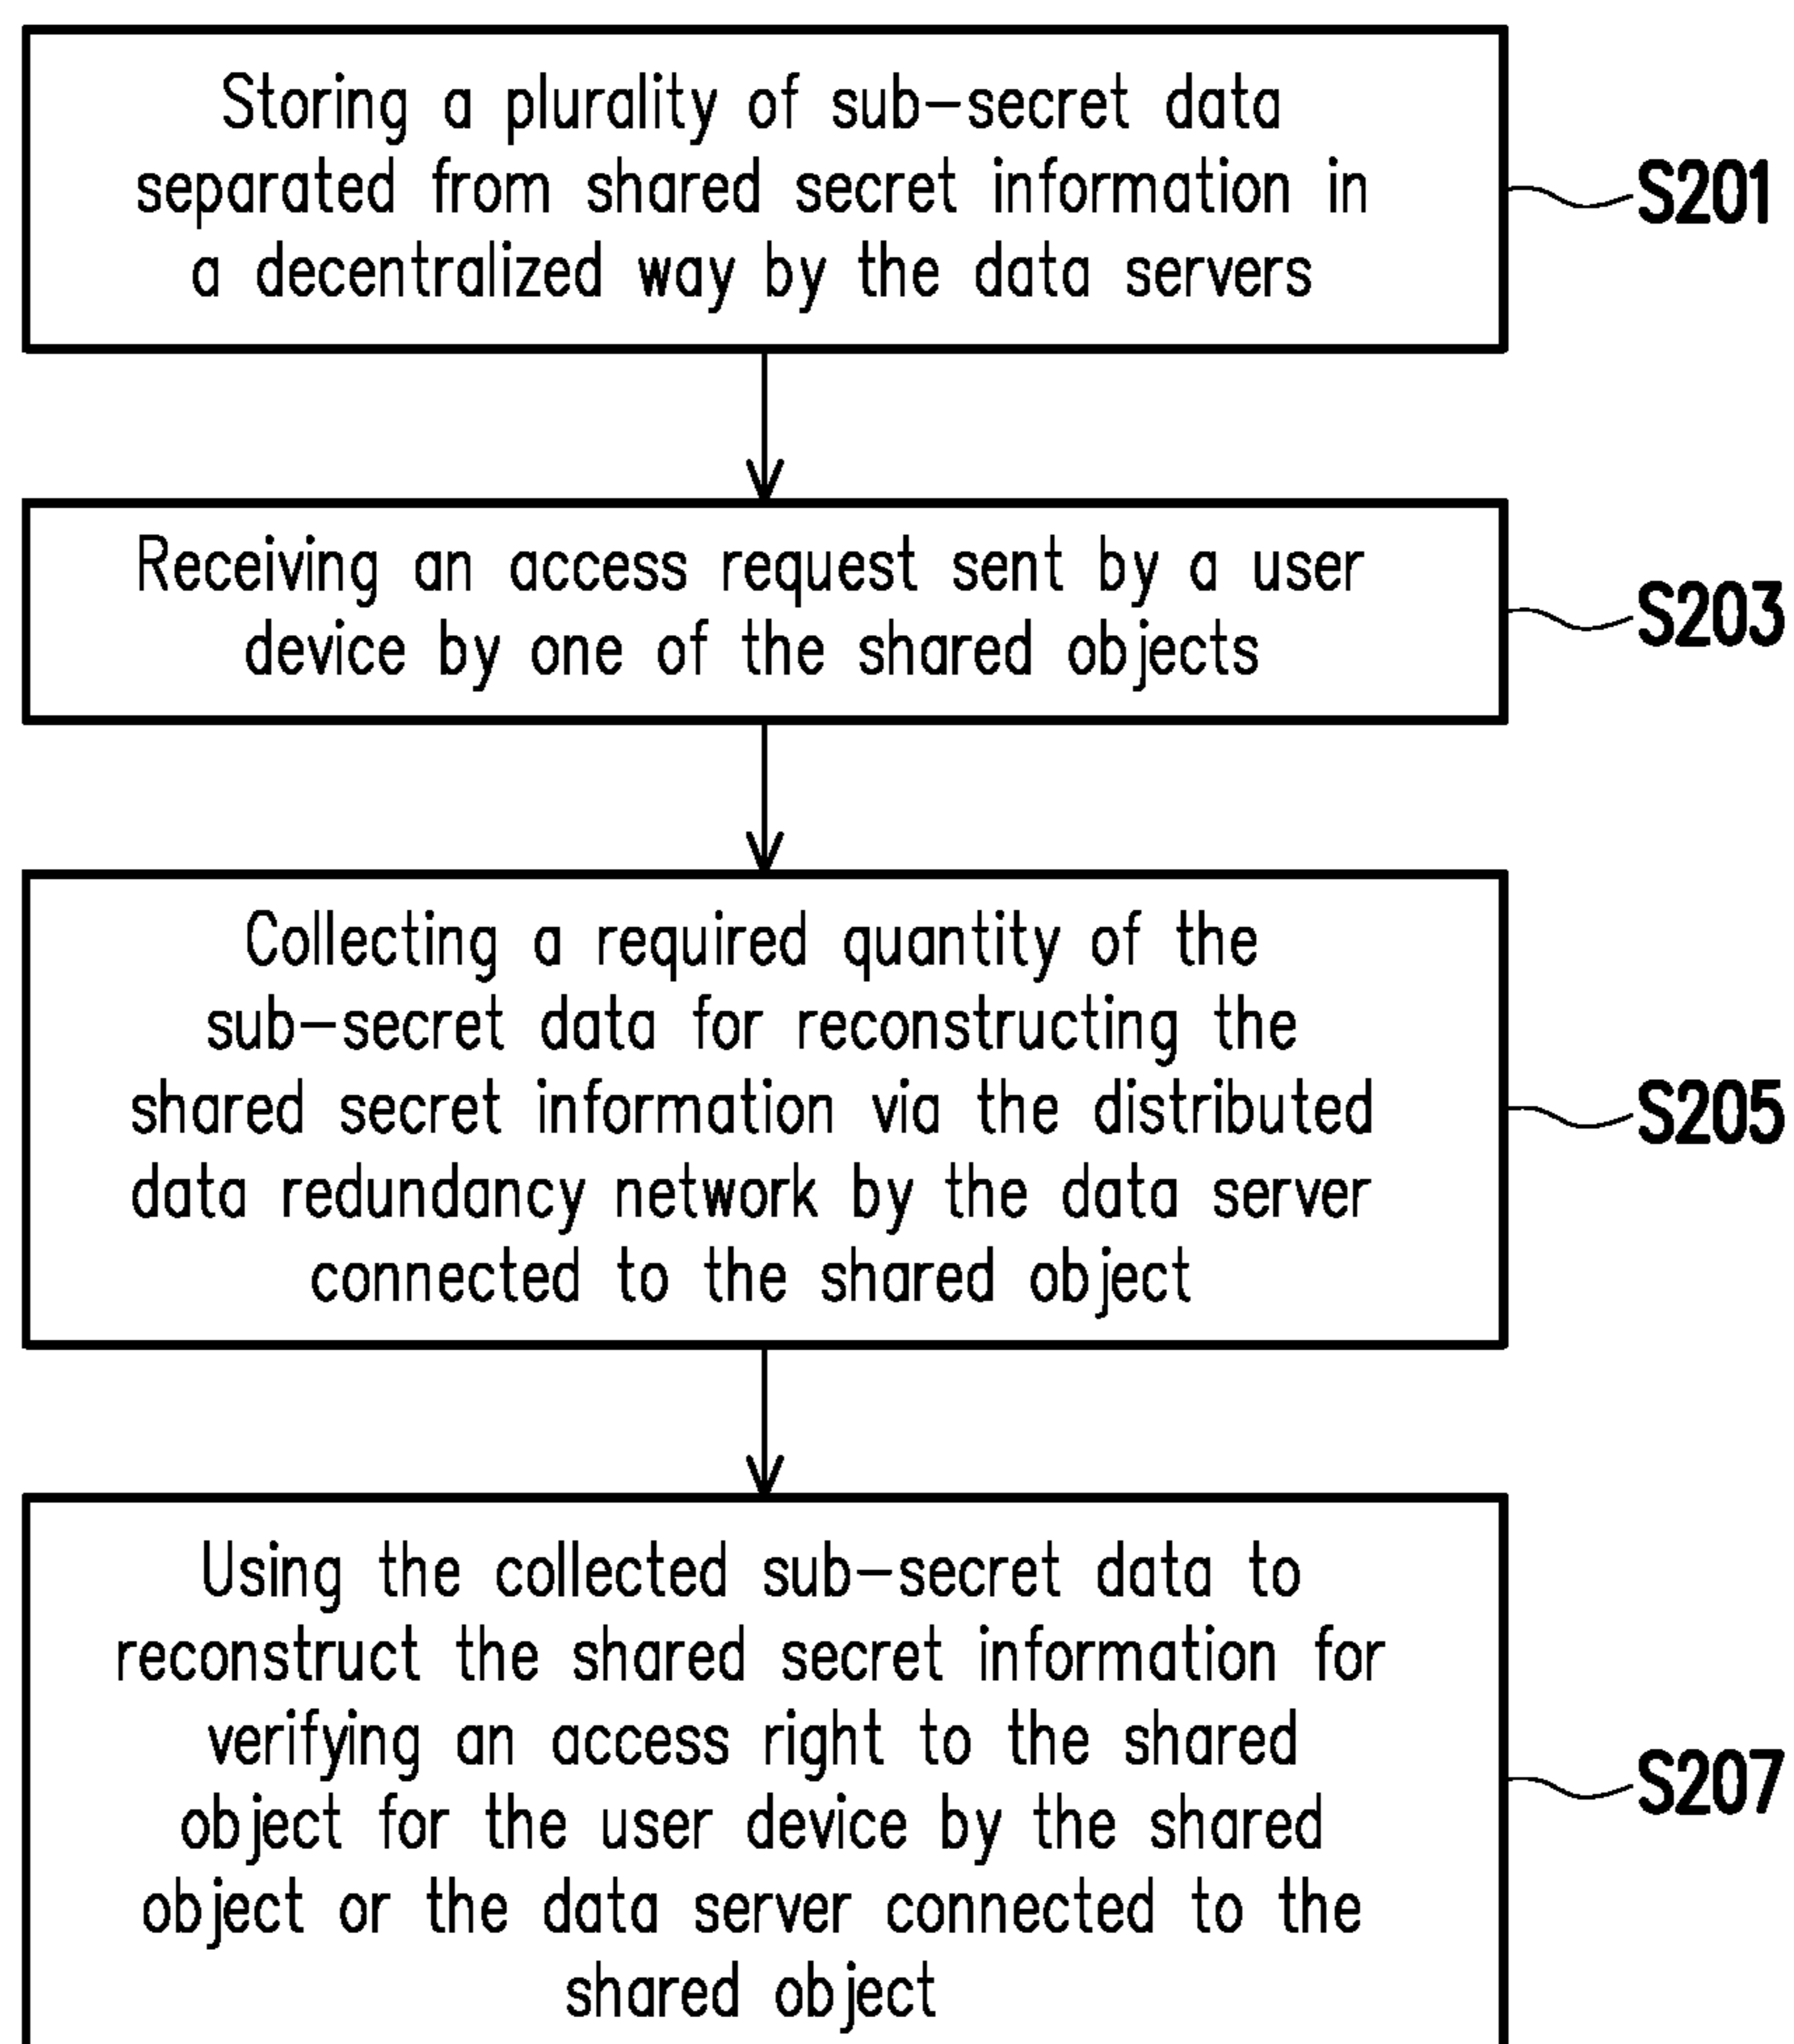 Storing a plurality of sub-secret data
separated from shared secret information in
a decentralized way by the data servers
S201
Receiving an access request sent by a user
device by one of the shared objects
S203
Collecting a required quantity of the
sub-secret data for reconstructing the
shared secret information via the distributed
data redundancy network by the data server
connected to the shared object
S205
Using the collected sub-secret data to
reconstruct the shared secret information for
verifying an access right to the shared
object for the user device by the shared
object or the data server connected to the
shared object
S207